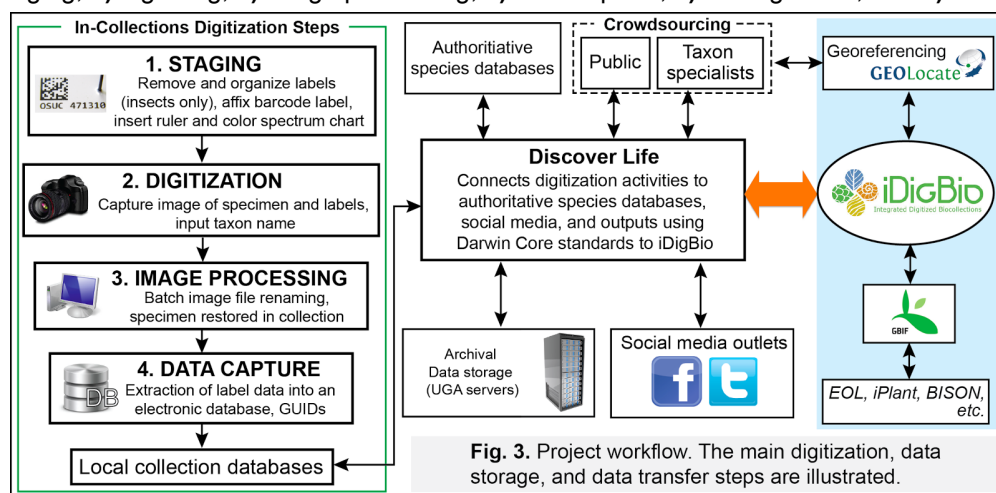 In-Collections Digitization Steps
1. STAGING
Remove and organize labels
(insects only), affix barcode label,
insert ruler and color spectrum chart
OSUC 471310
2. DIGITIZATION
Capture image of specimen and labels,
input taxon name
3. IMAGE PROCESSING
Batch image file renaming,
specimen restored in collection
4. DATA CAPTURE
Extraction of label data into an
electronic database, GUIDs
DB
Local collection databases
Authoritiative
species databases
Crowdsourcing
Public
Taxon
specialists
Discover Life
Connects digitization activities to
authoritative species databases,
social media, and outputs using
Darwin Core standards to iDigBio
Archival
Data storage
(UGA servers)
Social media outlets
f t
Georeferencing
GEOLocate
iDigBio
Integrated Digitized Biocollections
GBIF
EOL, iPlant, BISON,
etc.
Fig. 3. Project workflow. The main digitization, data
storage, and data transfer steps are illustrated.